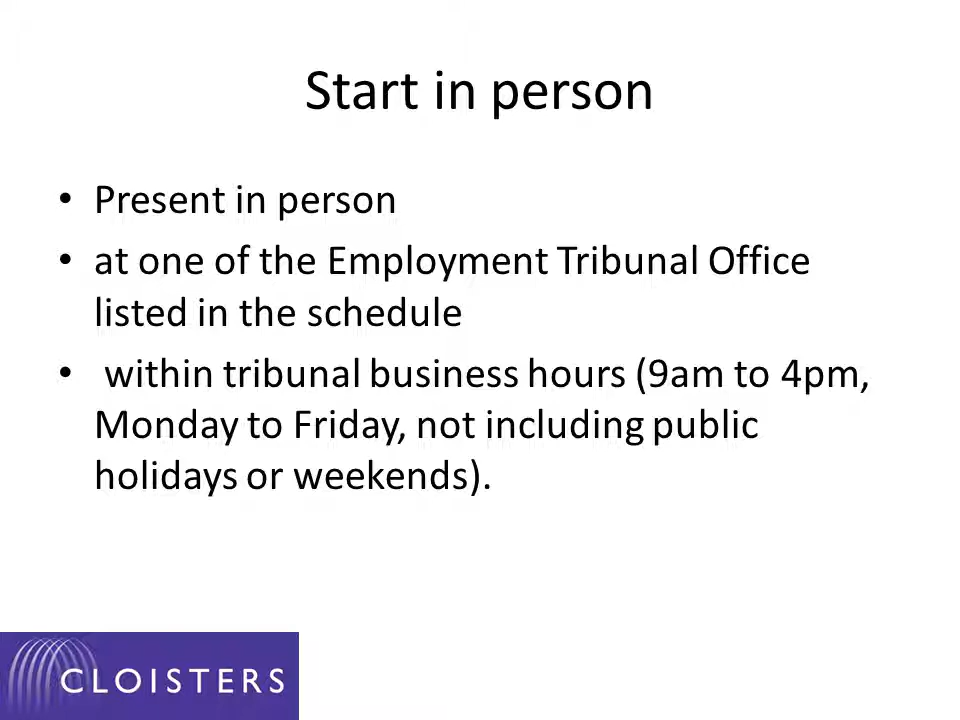 Start in person
• Present in person
• at one of the Employment Tribunal Office
listed in the schedule
• within tribunal business hours (9am to 4pm,
Monday to Friday, not including public
holidays or weekends).
CLOISTERS